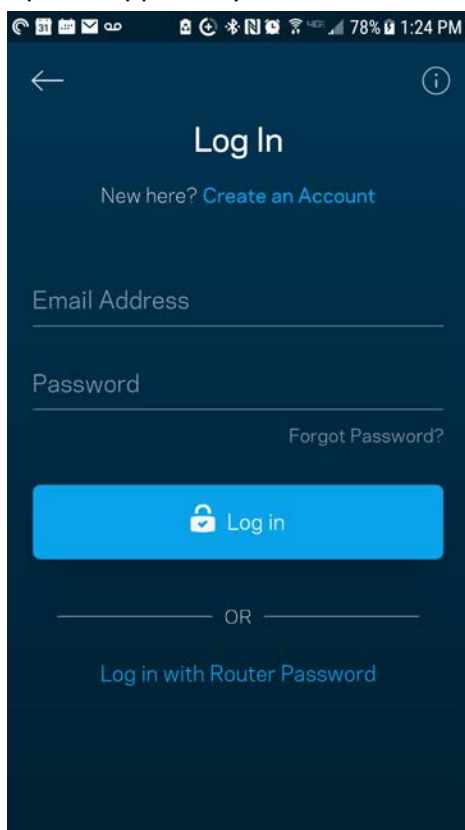 31 78% 1:24 PM
Log In
New here? Create an Account
Email Address
Password
Forgot Password?
Log in
OR
Log in with Router Password